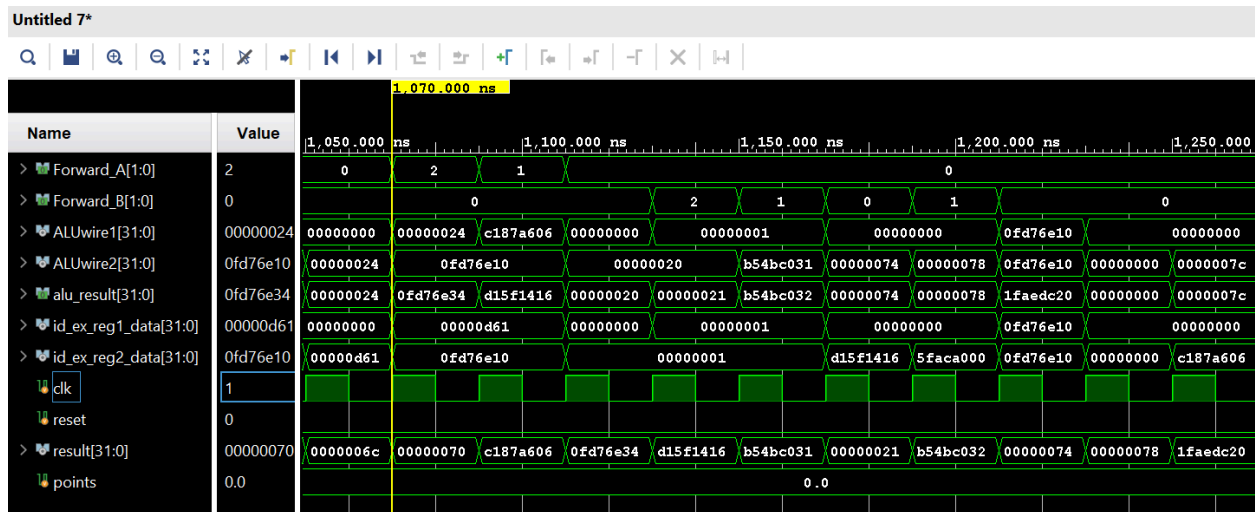 Untitled 7*
1,070.000 ns
Name Value
1,050.000 ns 1,100.000 ns 1,150.000 ns 1,200.000 ns 1,250.000
Forward_A[1:0] 2 0 2 1 0
Forward_B[1:0] 0 0 2 1 0 1 0
ALUwire1[31:0] 00000024 00000000 00000024 c187a606 00000000 00000001 00000000 0fd76e10 00000000
ALUwire2[31:0] 0fd76e10 00000024 0fd76e10 00000020 b54bc031 00000074 00000078 0fd76e10 00000000 0000007c
alu_result[31:0] 0fd76e34 00000024 0fd76e34 d15f1416 00000020 00000021 b54bc032 00000074 00000078 1faedc20 00000000 0000007c
id_ex_reg1_data[31:0] 00000d61 00000000 00000d61 00000000 00000001 00000000 0fd76e10 00000000
id_ex_reg2_data[31:0] 0fd76e10 00000d61 0fd76e10 00000001 d15f1416 5faca000 0fd76e10 00000000 c187a606
clk 1
reset 0
result[31:0] 00000070 0000006c 00000070 c187a606 0fd76e34 d15f1416 b54bc031 00000021 b54bc032 00000074 00000078 1faedc20
points 0.0 0.0